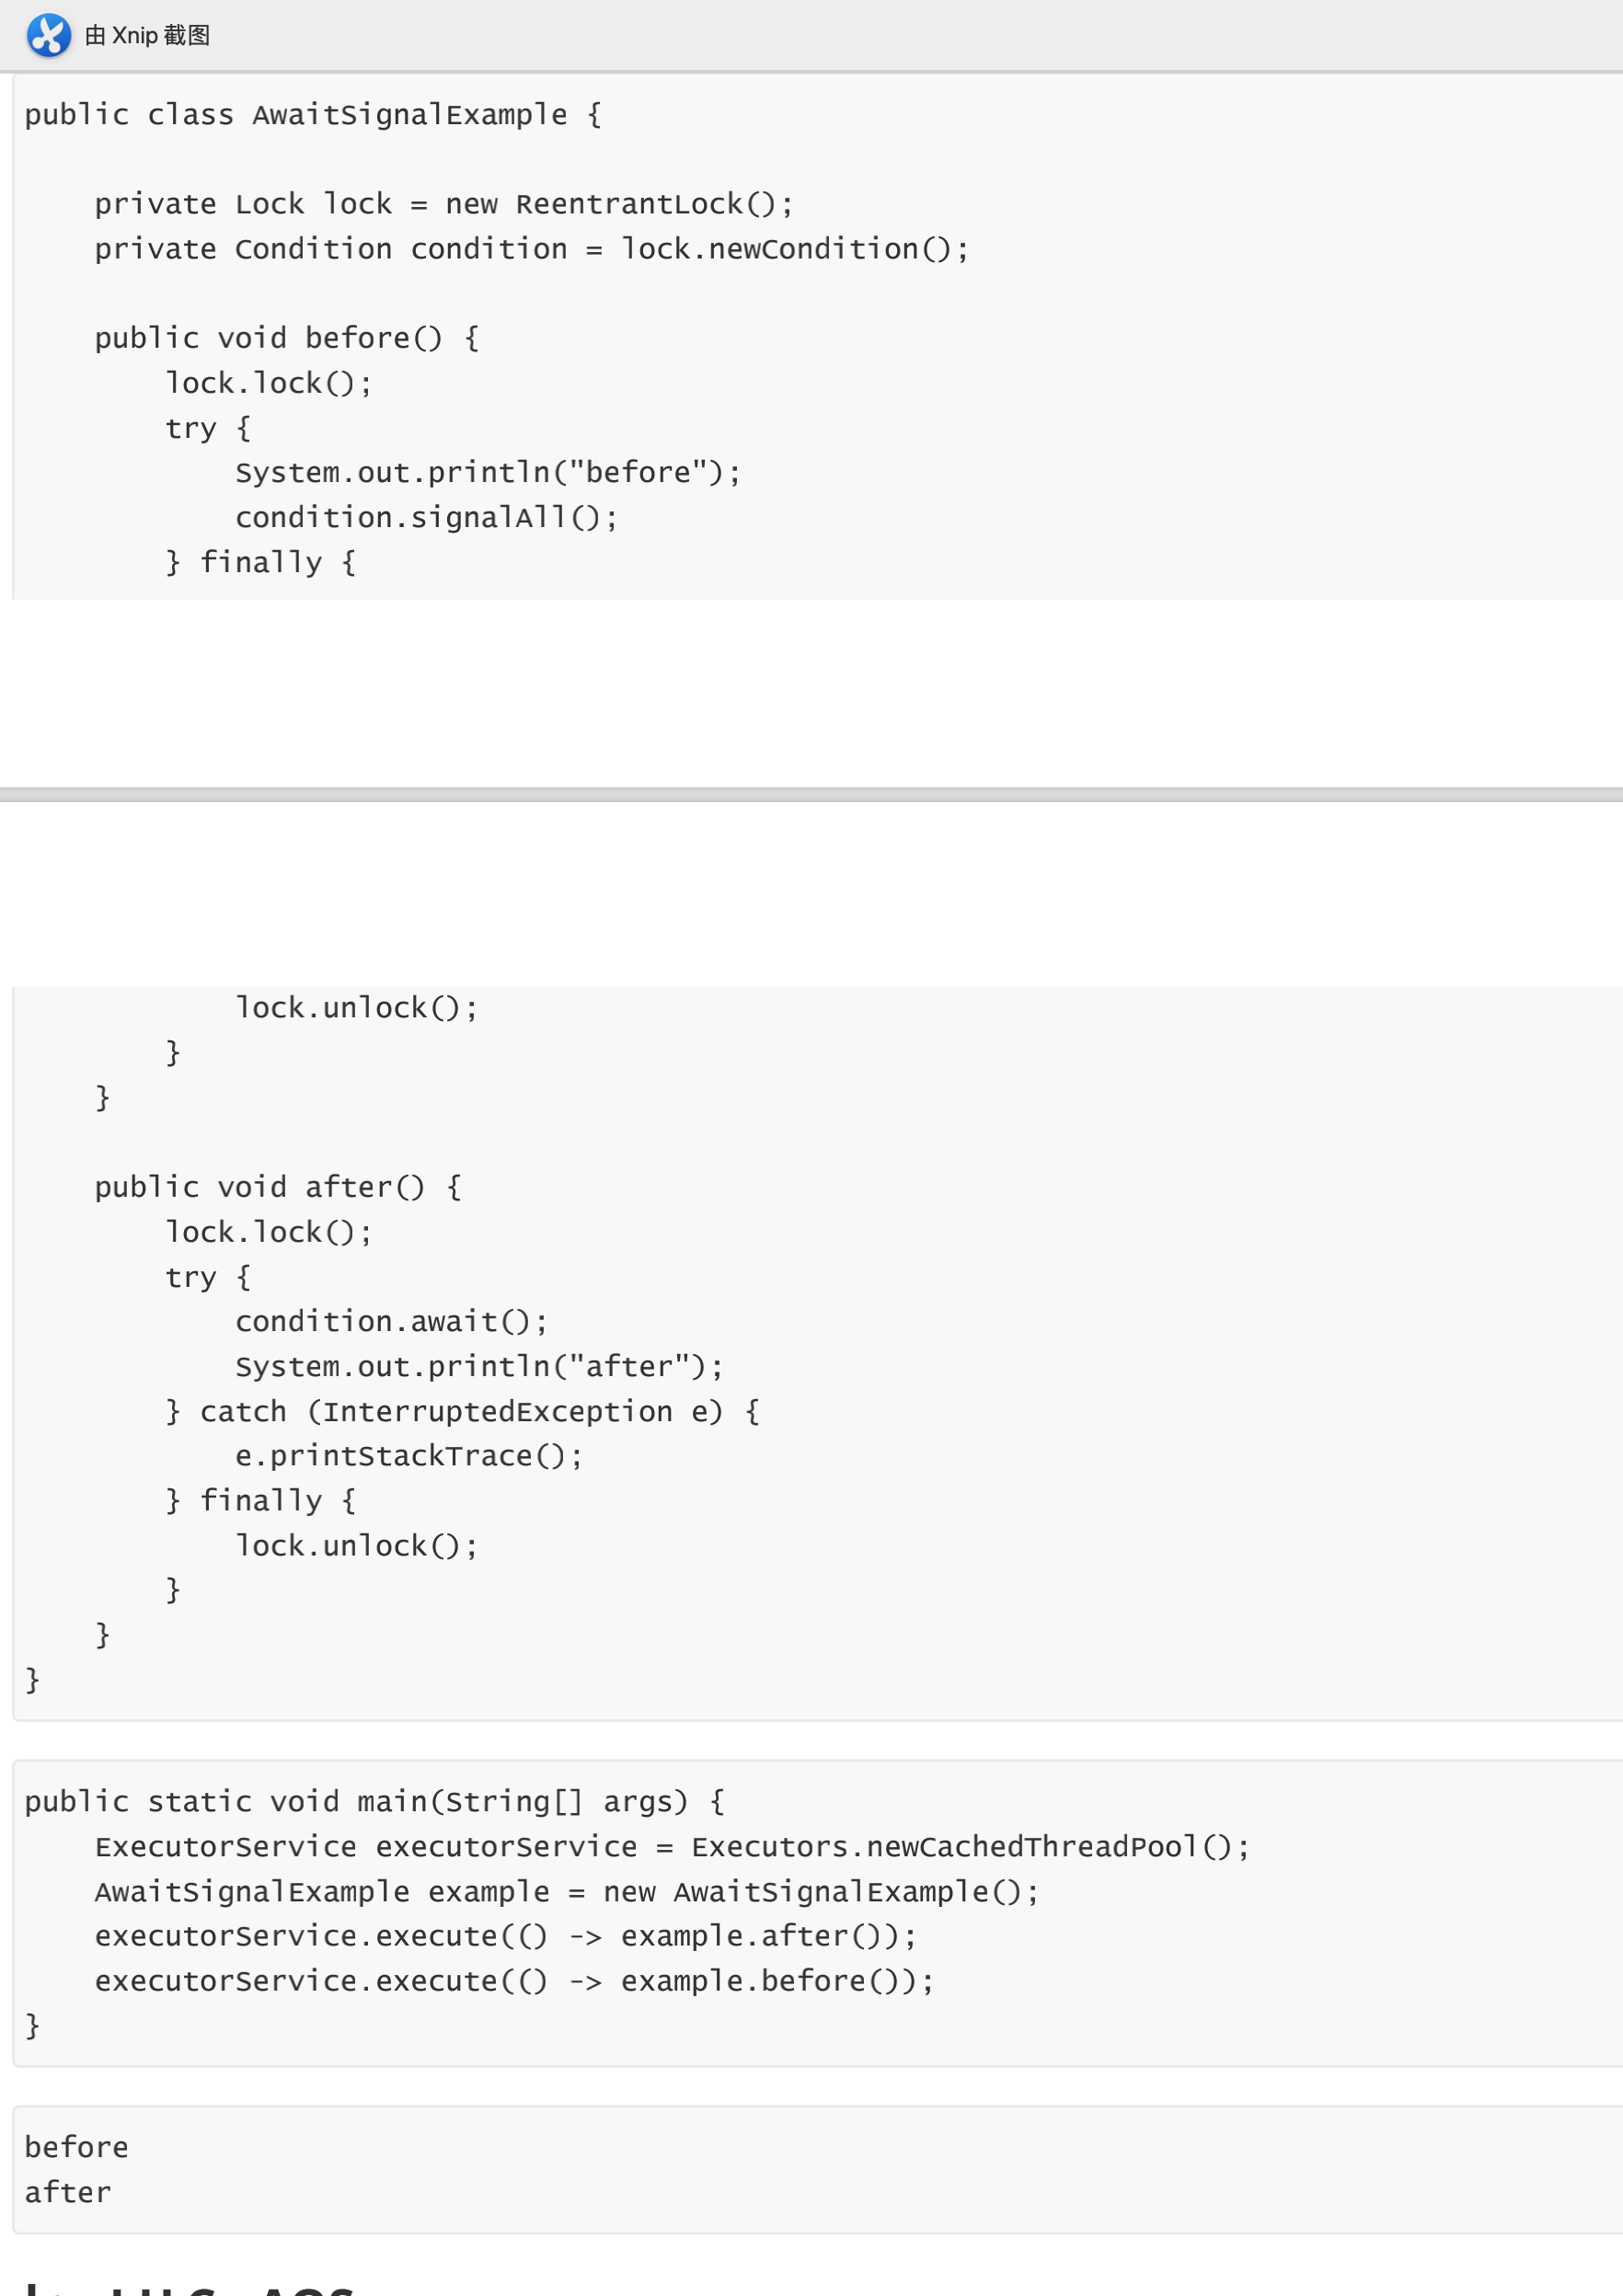 由 Xnip 截图
public class AwaitSignalExample {
    private Lock lock = new ReentrantLock();
    private Condition condition = lock.newCondition();
    public void before() {
        lock.lock();
        try {
            System.out.println("before");
            condition.signalAll();
        } finally {
            lock.unlock();
        }
    }
    public void after() {
        lock.lock();
        try {
            condition.await();
            System.out.println("after");
        } catch (InterruptedException e) {
            e.printStackTrace();
        } finally {
            lock.unlock();
        }
    }
}
public static void main(String[] args) {
    ExecutorService executorService = Executors.newCachedThreadPool();
    AwaitSignalExample example = new AwaitSignalExample();
    executorService.execute(() -> example.after());
    executorService.execute(() -> example.before());
}
before
after